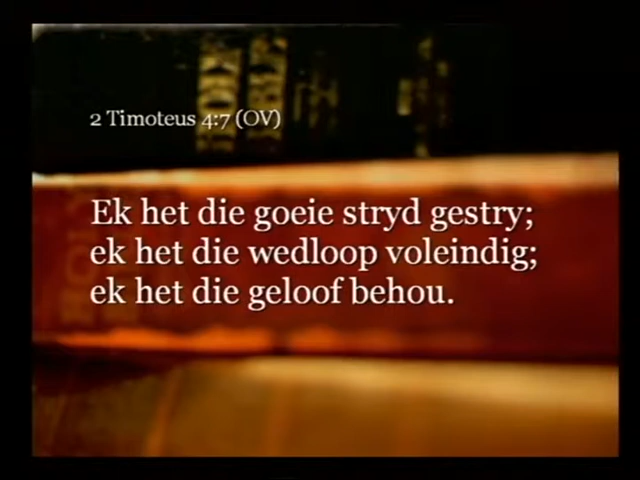 2 Timoteus 4:7 (OV)
Ek het die goeie stryd gestry;
ek het die wedloop voleindig;
ek het die geloof behou.